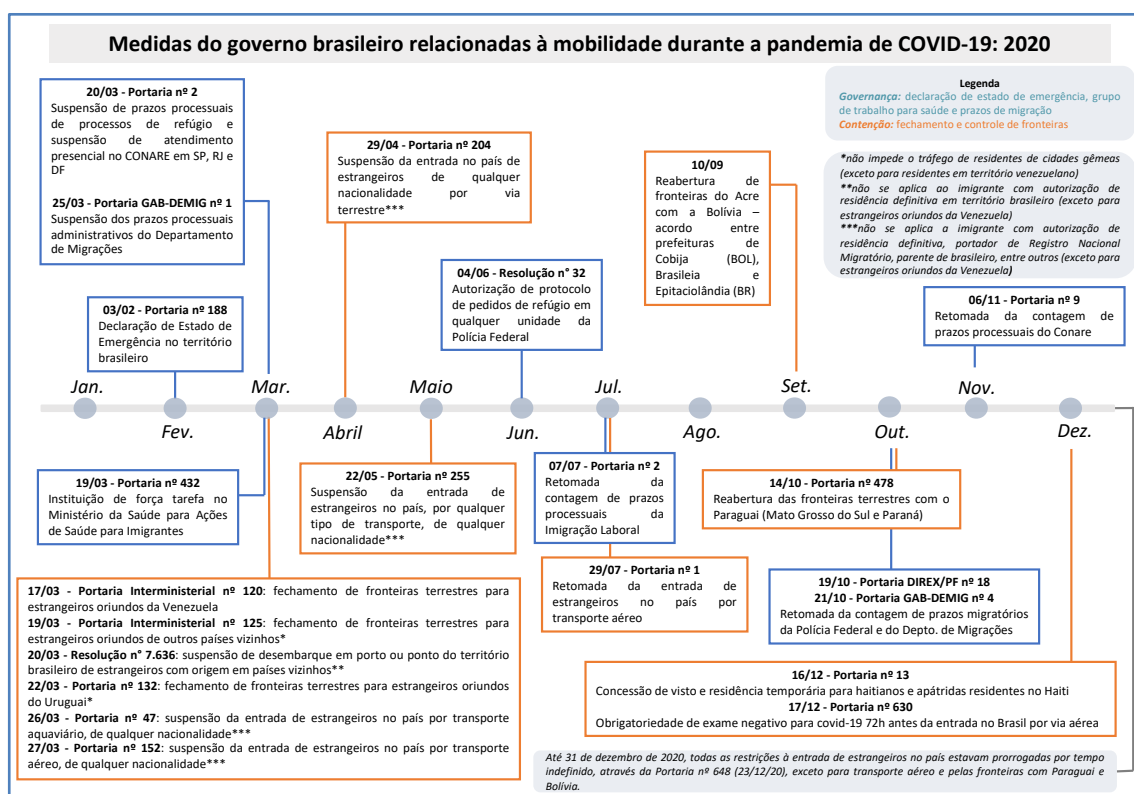 Medidas do governo brasileiro relacionadas à mobilidade durante a pandemia de COVID-19: 2020
20/03 - Portaria nº 2
Suspensão de prazos processuais
de processos de refúgio e
suspensão de atendimento
presencial no CONARE em SP, RJ e
DF
25/03 - Portaria GAB-DEMIG nº 1
Suspensão dos prazos processuais
administrativos do Departamento
de Migrações
29/04 - Portaria nº 204
Suspensão da entrada no país de
estrangeiros de qualquer
nacionalidade por via
terrestre***
10/09
Reabertura de
fronteiras do Acre
com a Bolívia –
acordo entre
prefeituras de
Cobija (BOL),
Brasileia e
Epitaciolândia (BR)
Legenda
Governança: declaração de estado de emergência, grupo
de trabalho para saúde e prazos de migração
Contenção: fechamento e controle de fronteiras
*não impede o tráfego de residentes de cidades gêmeas
(exceto para residentes em território venezuelano)
**não se aplica ao imigrante com autorização de
residência definitiva em território brasileiro (exceto para
estrangeiros oriundos da Venezuela)
***não se aplica a imigrante com autorização de
residência definitiva, portador de Registro Nacional
Migratório, parente de brasileiro, entre outros (exceto para
estrangeiros oriundos da Venezuela)
03/02 - Portaria nº 188
Declaração de Estado de
Emergência no território
brasileiro
04/06 - Resolução n° 32
Autorização de protocolo
de pedidos de refúgio em
qualquer unidade da
Polícia Federal
06/11 - Portaria nº 9
Retomada da contagem de
prazos processuais do Conare
Jan.
Fev.
Mar.
Abril
Maio
Jun.
Jul.
Ago.
Set.
Out.
Nov.
Dez.
19/03 - Portaria nº 432
Instituição de força tarefa no
Ministério da Saúde para Ações
de Saúde para Imigrantes
22/05 - Portaria nº 255
Suspensão da entrada de
estrangeiros no país, por qualquer
tipo de transporte, de qualquer
nacionalidade***
07/07 - Portaria nº 2
Retomada da
contagem de prazos
processuais da
Imigração Laboral
29/07 - Portaria nº 1
Retomada da entrada de
estrangeiros no país por
transporte aéreo
14/10 - Portaria nº 478
Reabertura das fronteiras terrestres com o
Paraguai (Mato Grosso do Sul e Paraná)
19/10 - Portaria DIREX/PF nº 18
21/10 - Portaria GAB-DEMIG nº 4
Retomada da contagem de prazos migratórios
da Polícia Federal e do Depto. de Migrações
17/03 - Portaria Interministerial nº 120: fechamento de fronteiras terrestres para
estrangeiros oriundos da Venezuela
19/03 - Portaria Interministerial nº 125: fechamento de fronteiras terrestres para
estrangeiros oriundos de outros países vizinhos*
20/03 - Resolução n° 7.636: suspensão de desembarque em porto ou ponto do território
brasileiro de estrangeiros com origem em países vizinhos**
22/03 - Portaria nº 132: fechamento de fronteiras terrestres para estrangeiros oriundos
do Uruguai*
26/03 - Portaria nº 47: suspensão da entrada de estrangeiros no país por transporte
aquaviário, de qualquer nacionalidade***
27/03 - Portaria nº 152: suspensão da entrada de estrangeiros no país por transporte
aéreo, de qualquer nacionalidade***
16/12 - Portaria nº 13
Concessão de visto e residência temporária para haitianos e apátridas residentes no Haiti
17/12 - Portaria nº 630
Obrigatoriedade de exame negativo para covid-19 72h antes da entrada no Brasil por via aérea
Até 31 de dezembro de 2020, todas as restrições à entrada de estrangeiros no país estavam prorrogadas por tempo
indefinido, através da Portaria nº 648 (23/12/20), exceto para transporte aéreo e pelas fronteiras com Paraguai e
Bolívia.